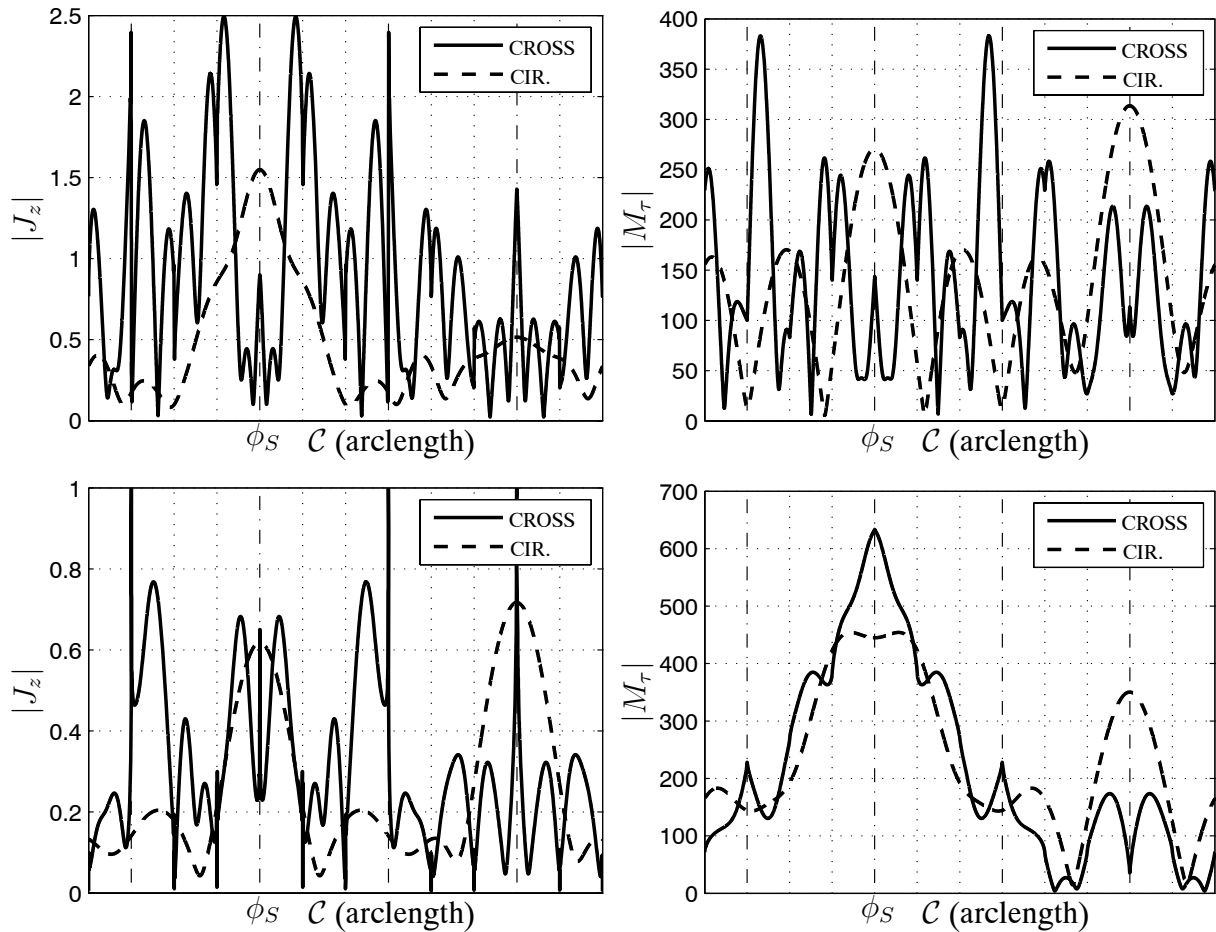 2.5
2
1.5
1
0.5
0
|J_z|
CROSS
CIR.
ϕ_S C (arclength)
400
350
300
250
200
150
100
50
0
|M_τ|
CROSS
CIR.
ϕ_S C (arclength)
1
0.8
0.6
0.4
0.2
0
|J_z|
CROSS
CIR.
ϕ_S C (arclength)
700
600
500
400
300
200
100
0
|M_τ|
CROSS
CIR.
ϕ_S C (arclength)